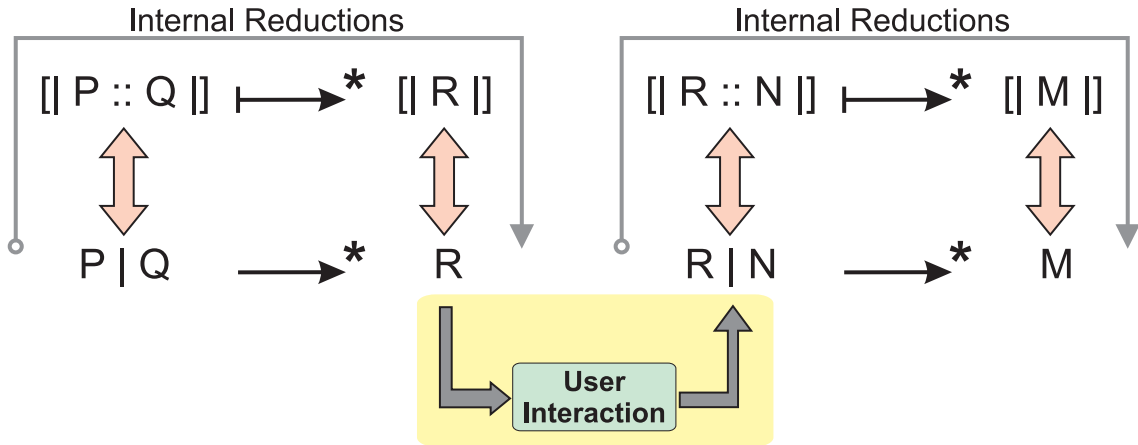 Internal Reductions Internal Reductions
[| P :: Q |] * [| R |] [| R :: N |] * [| M |]
P | Q * R R | N * M
User
Interaction